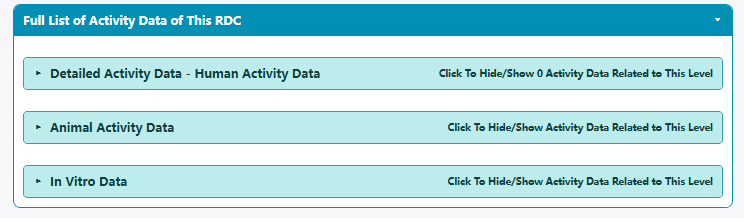 Full List of Activity Data of This RDC
Detailed Activity Data - Human Activity Data Click To Hide/Show 0 Activity Data Related to This Level
Animal Activity Data Click To Hide/Show Activity Data Related to This Level
In Vitro Data Click To Hide/Show Activity Data Related to This Level